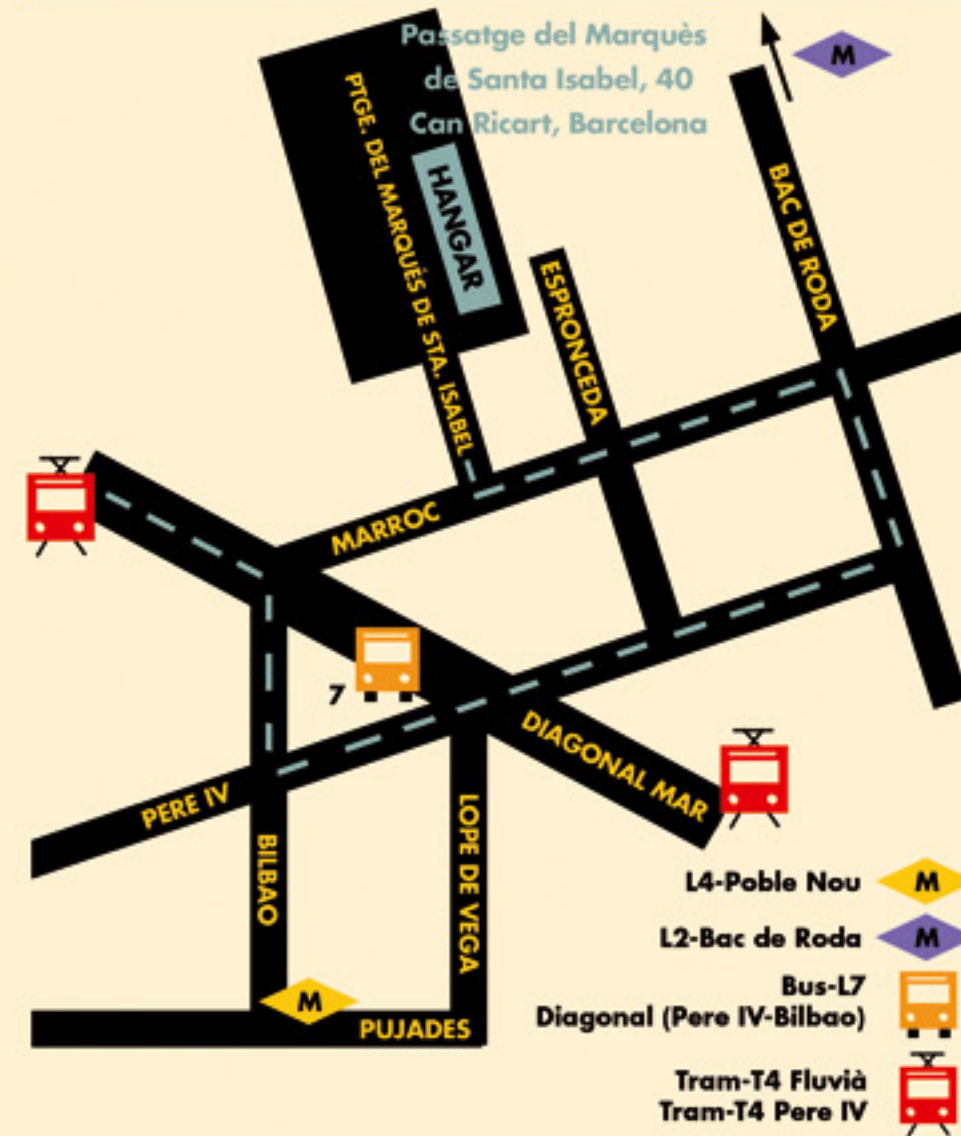 Passatge del Marquès
de Santa Isabel, 40
Can Ricart, Barcelona
M
PTGE. DEL MARQUÈS DE STA. ISABEL
HANGAR
BAC DE RODA
ESPRONCEDA
MARROC
7
DIAGONAL MAR
PERE IV
BILBAO
LOPE DE VEGA
M
PUJADES
L4-Poble Nou M
L2-Bac de Roda M
Bus-L7
Diagonal (Pere IV-Bilbao)
Tram-T4 Fluvià
Tram-T4 Pere IV